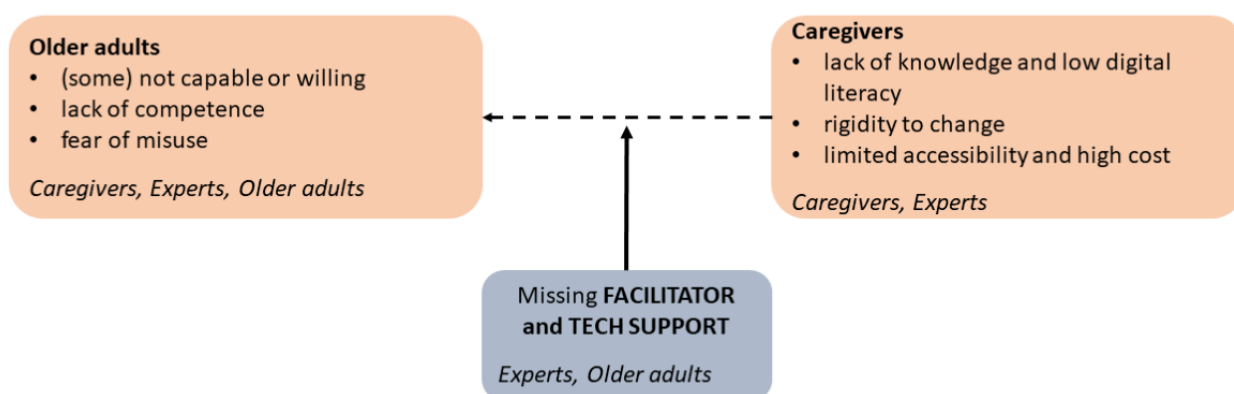 Older adults
• (some) not capable or willing
• lack of competence
• fear of misuse
Caregivers, Experts, Older adults
Caregivers
• lack of knowledge and low digital
literacy
• rigidity to change
• limited accessibility and high cost
Caregivers, Experts
Missing FACILITATOR
and TECH SUPPORT
Experts, Older adults